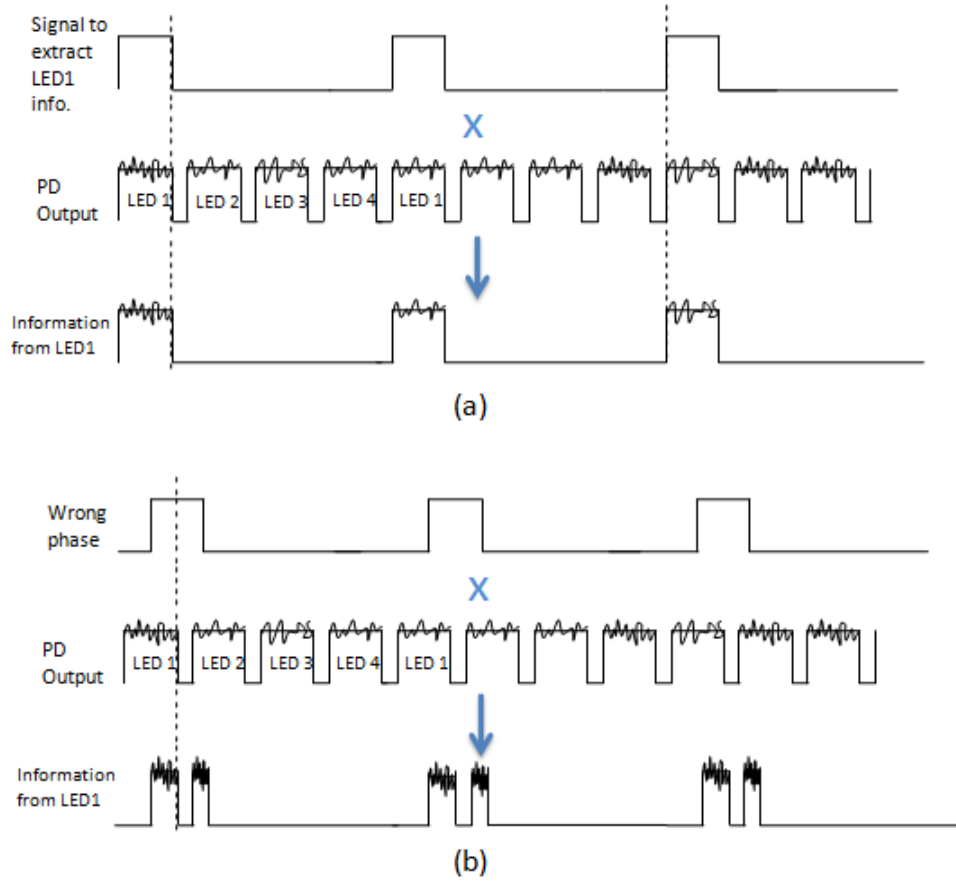 Signal to
extract
LED1
info.
X
PD
Output
LED 1 LED 2 LED 3 LED 4 LED 1
Information
from LED1
(a)
Wrong
phase
X
PD
Output
LED 1 LED 2 LED 3 LED 4 LED 1
Information
from LED1
(b)